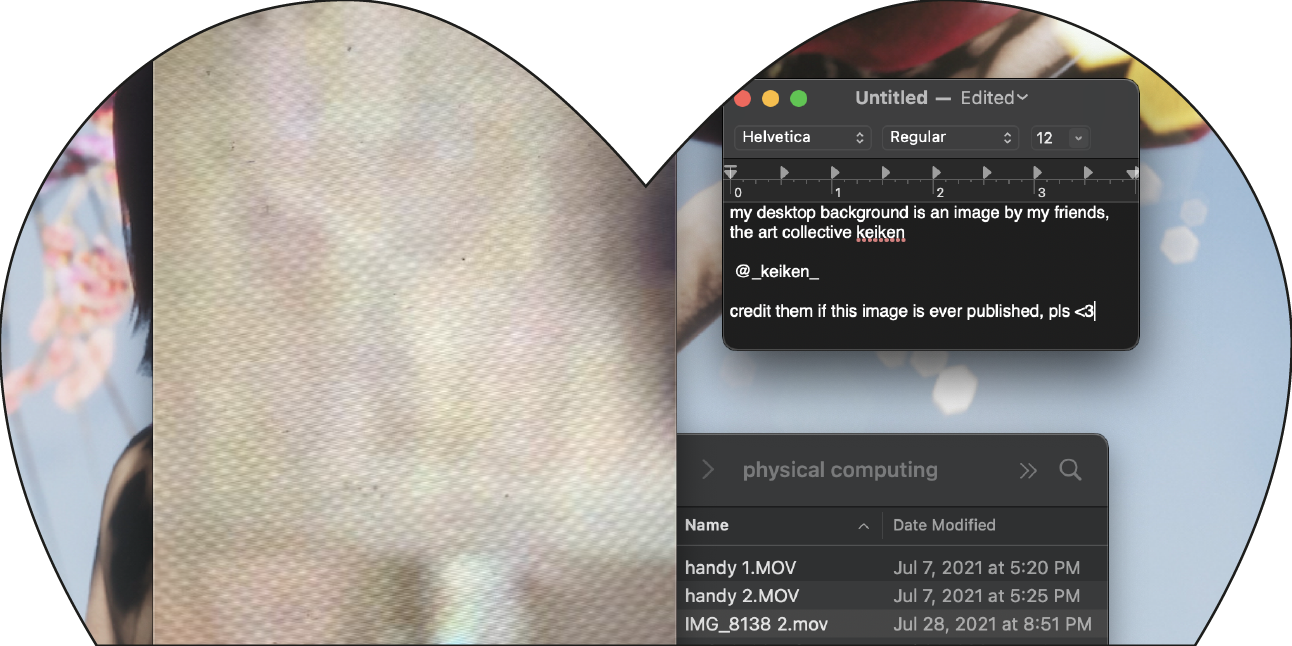 Untitled — Edited
Helvetica Regular 12
0 1 2 3
my desktop background is an image by my friends,
the art collective keiken
@_keiken_
credit them if this image is ever published, pls <3
physical computing
Name Date Modified
handy 1.MOV Jul 7, 2021 at 5:20 PM
handy 2.MOV Jul 7, 2021 at 5:25 PM
IMG_8138 2.mov Jul 28, 2021 at 8:51 PM